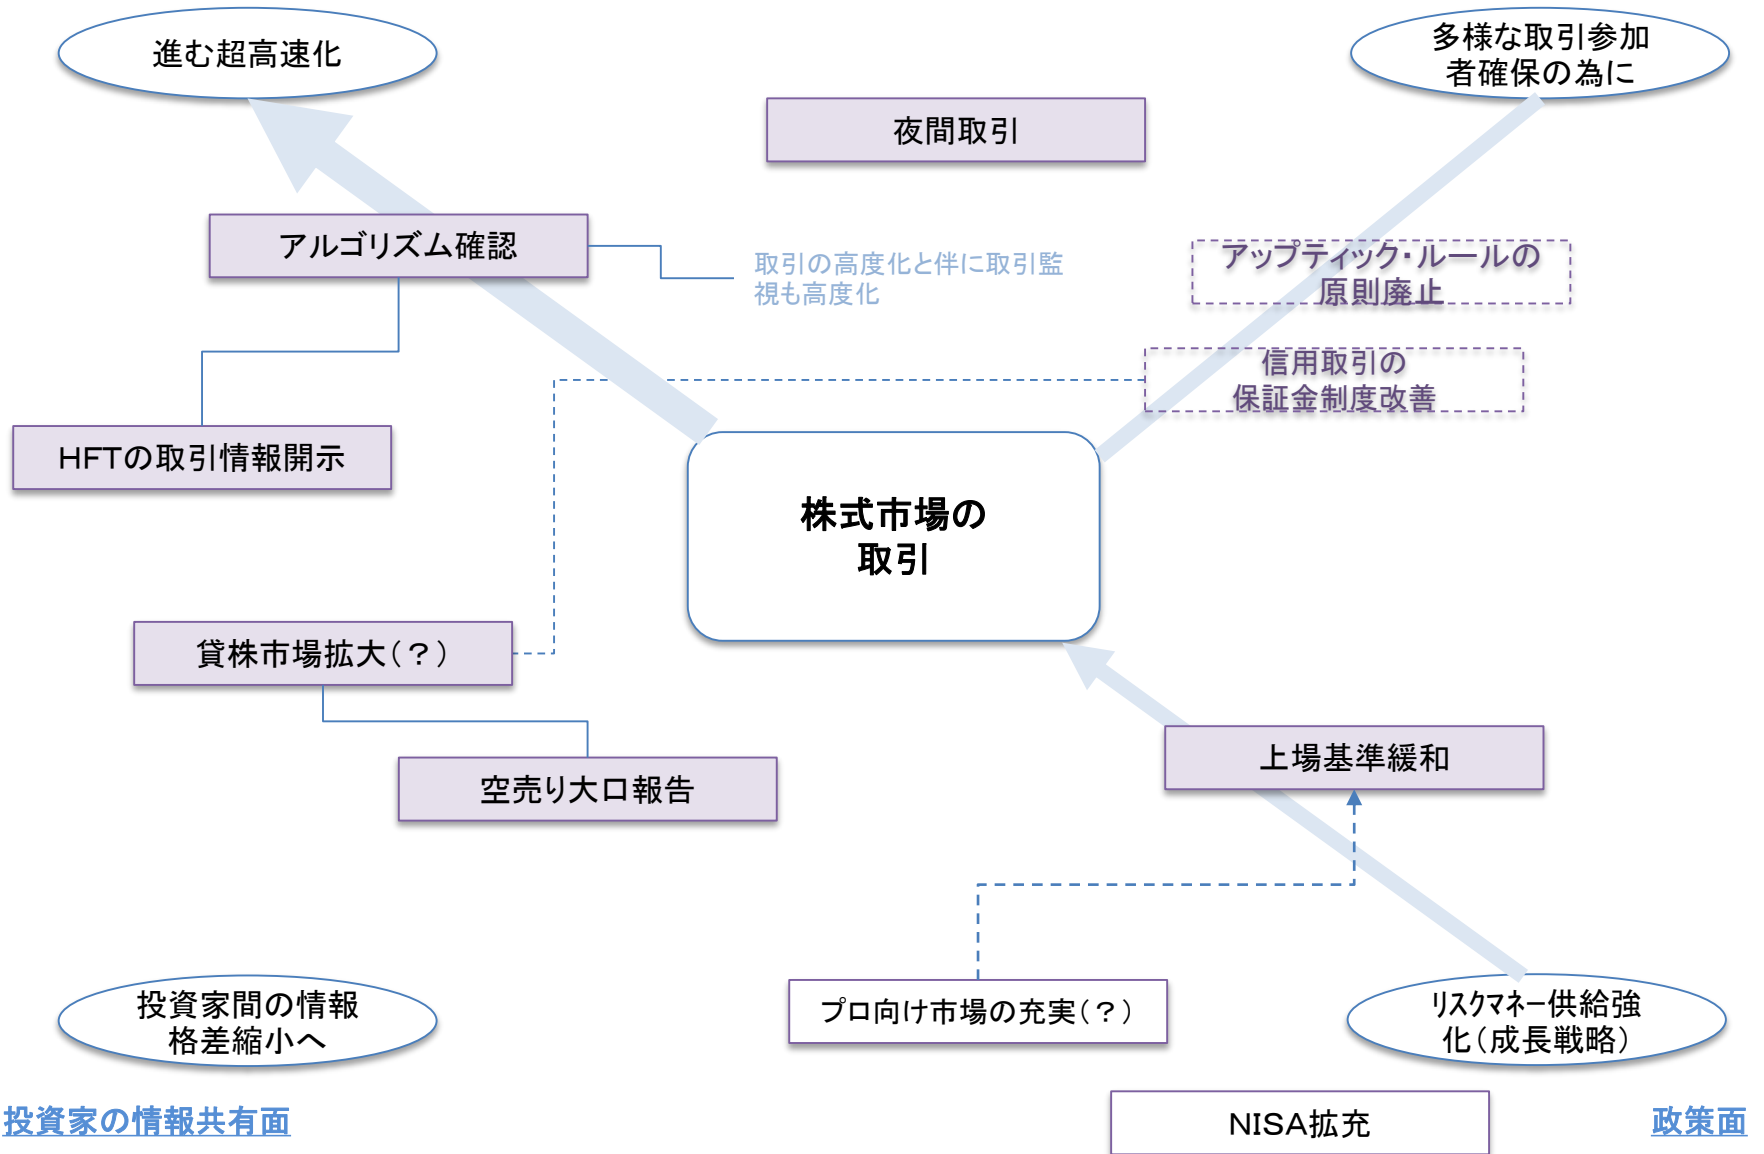 進む超高速化
多様な取引参加
者確保の為に
夜間取引
アルゴリズム確認
取引の高度化と伴に取引監
視も高度化
アップティック・ルールの
原則廃止
信用取引の
保証金制度改善
HFTの取引情報開示
株式市場の
取引
貸株市場拡大(？)
上場基準緩和
空売り大口報告
投資家間の情報
格差縮小へ
プロ向け市場の充実(？)
ﾘｽｸﾏﾈｰ供給強
化(成長戦略)
投資家の情報共有面
NISA拡充
政策面